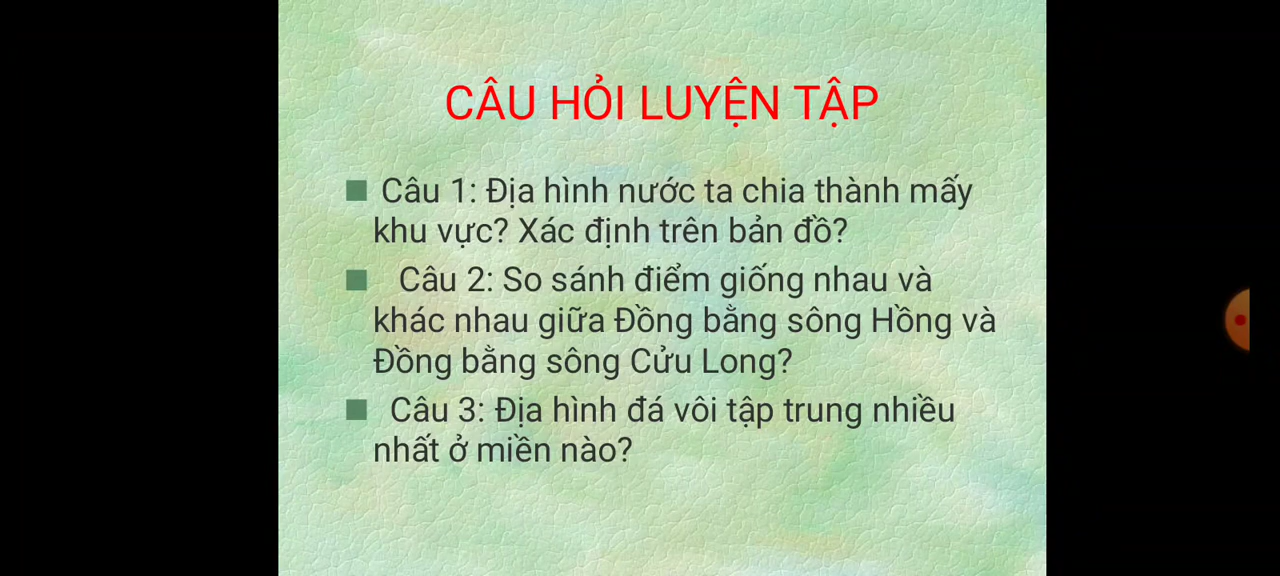 CÂU HỎI LUYỆN TẬP
Câu 1: Địa hình nước ta chia thành mấy
khu vực? Xác định trên bản đồ?
Câu 2: So sánh điểm giống nhau và
khác nhau giữa Đồng bằng sông Hồng và
Đồng bằng sông Cửu Long?
Câu 3: Địa hình đá vôi tập trung nhiều
nhất ở miền nào?